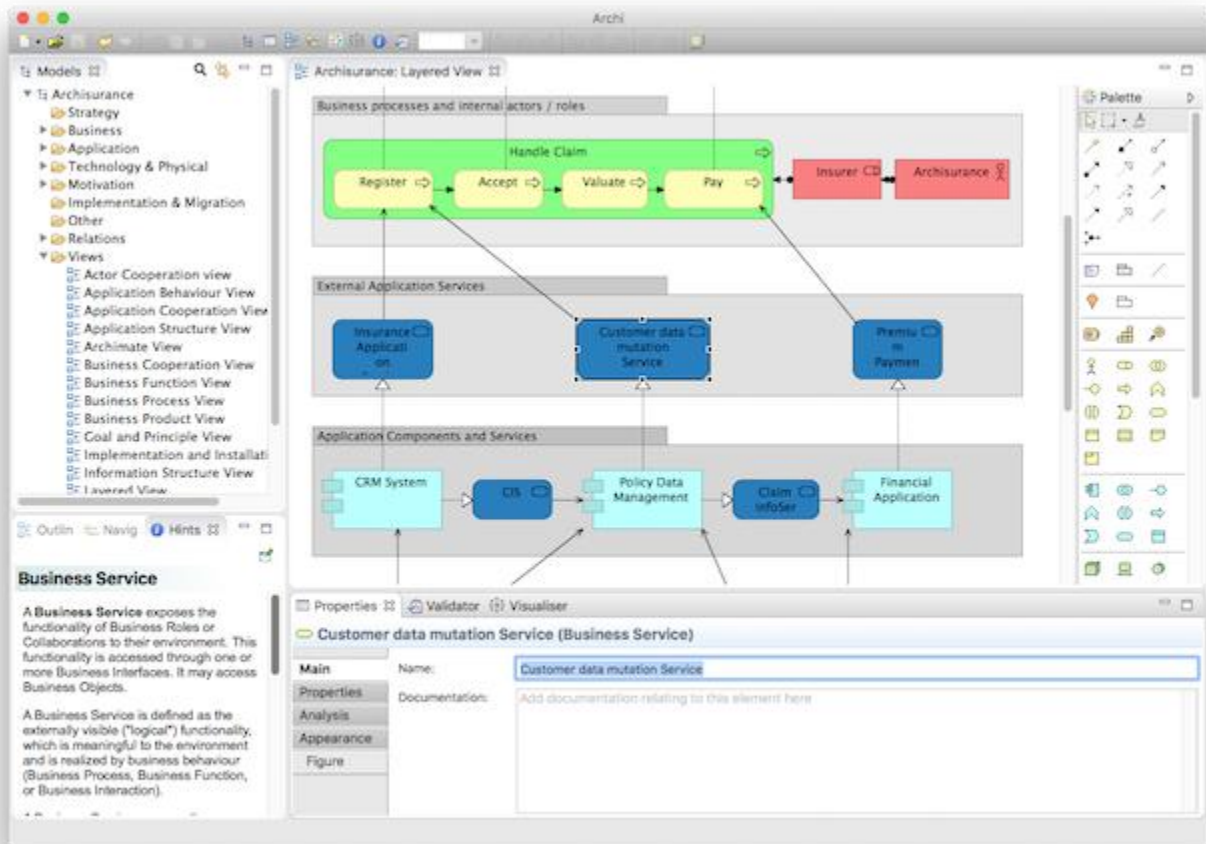 Archi
Models
Archisurance
Strategy
Business
Application
Technology & Physical
Motivation
Implementation & Migration
Other
Relations
Views
Actor Cooperation view
Application Behaviour View
Application Cooperation View
Application Structure View
Archimate View
Business Cooperation View
Business Function View
Business Process View
Business Product View
Goal and Principle View
Implementation and Installati
Information Structure View
Layered View
Archisurance: Layered View
Business processes and internal actors / roles
Handle Claim
Register
Accept
Valuate
Pay
Insurer
Archisurance
External Application Services
Insurance
Applicati
on
Customer data
mutation
Service
Premiu
m
Paymen
Application Components and Services
CRM System
CIS
Policy Data
Management
Claim
InfoSer
Financial
Application
Palette
Outlin
Navig
Hints
Business Service
A Business Service exposes the
functionality of Business Roles or
Collaborations to their environment. This
functionality is accessed through one or
more Business Interfaces. It may access
Business Objects.
A Business Service is defined as the
externally visible ("logical") functionality,
which is meaningful to the environment
and is realized by business behaviour
(Business Process, Business Function,
or Business Interaction).
Properties
Validator
Visualiser
Customer data mutation Service (Business Service)
Main
Properties
Analysis
Appearance
Figure
Name:
Customer data mutation Service
Documentation:
Add documentation relating to this element here